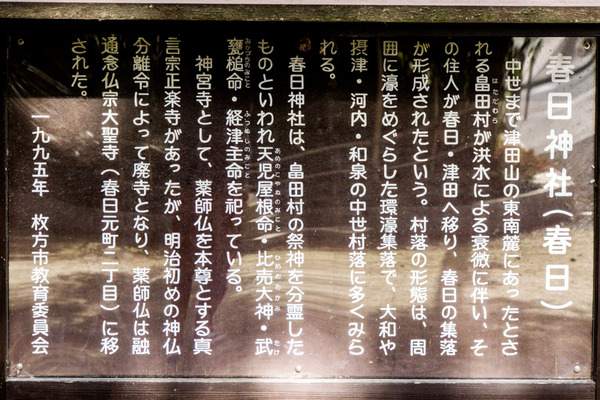 春日神社(春日)
中世まで津田山の東南麓にあったとさ
れる畠田村が洪水による衰微に伴い、そ
の住人が春日・津田へ移り、春日の集落
が形成されたという。村落の形態は、周
囲に濠をめぐらした環濠集落で、大和や
摂津・河内・和泉の中世村落に多くみら
れる。
春日神社は、畠田村の祭神を分霊した
ものといわれ天児屋根命・比売大神・武
甕槌命・経津主命を祀っている。
神宮寺として、薬師仏を本尊とする真
言宗正楽寺があったが、明治初めの神仏
分離令によって廃寺となり、薬師仏は融
通念仏宗大聖寺(春日元町二丁目)に移
された。
一九九五年 枚方市教育委員会